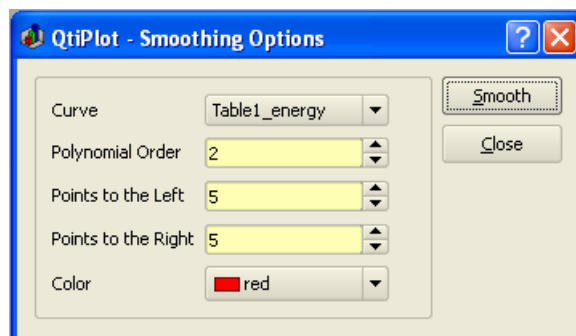 QtiPlot - Smoothing Options
?
Curve Table1_energy Smooth
Polynomial Order 2 Close
Points to the Left 5
Points to the Right 5
Color red